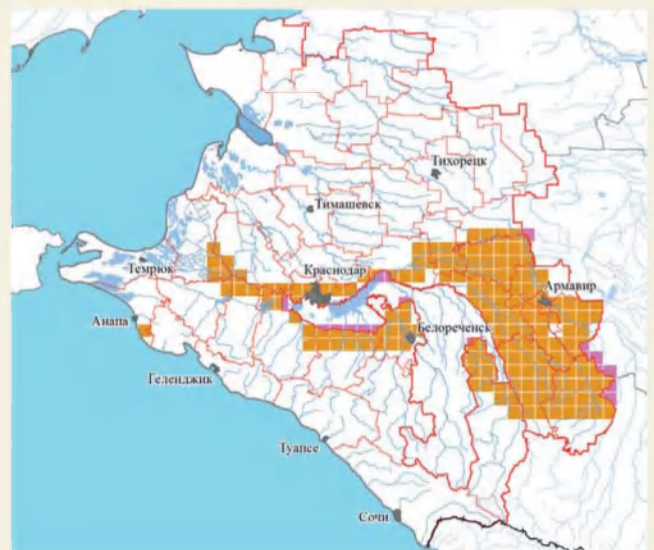 Тихорецк
Тимашевск
Темрюк
Краснодар
Армавир
Анапа
Белореченск
Геленджик
Туапсе
Сочи